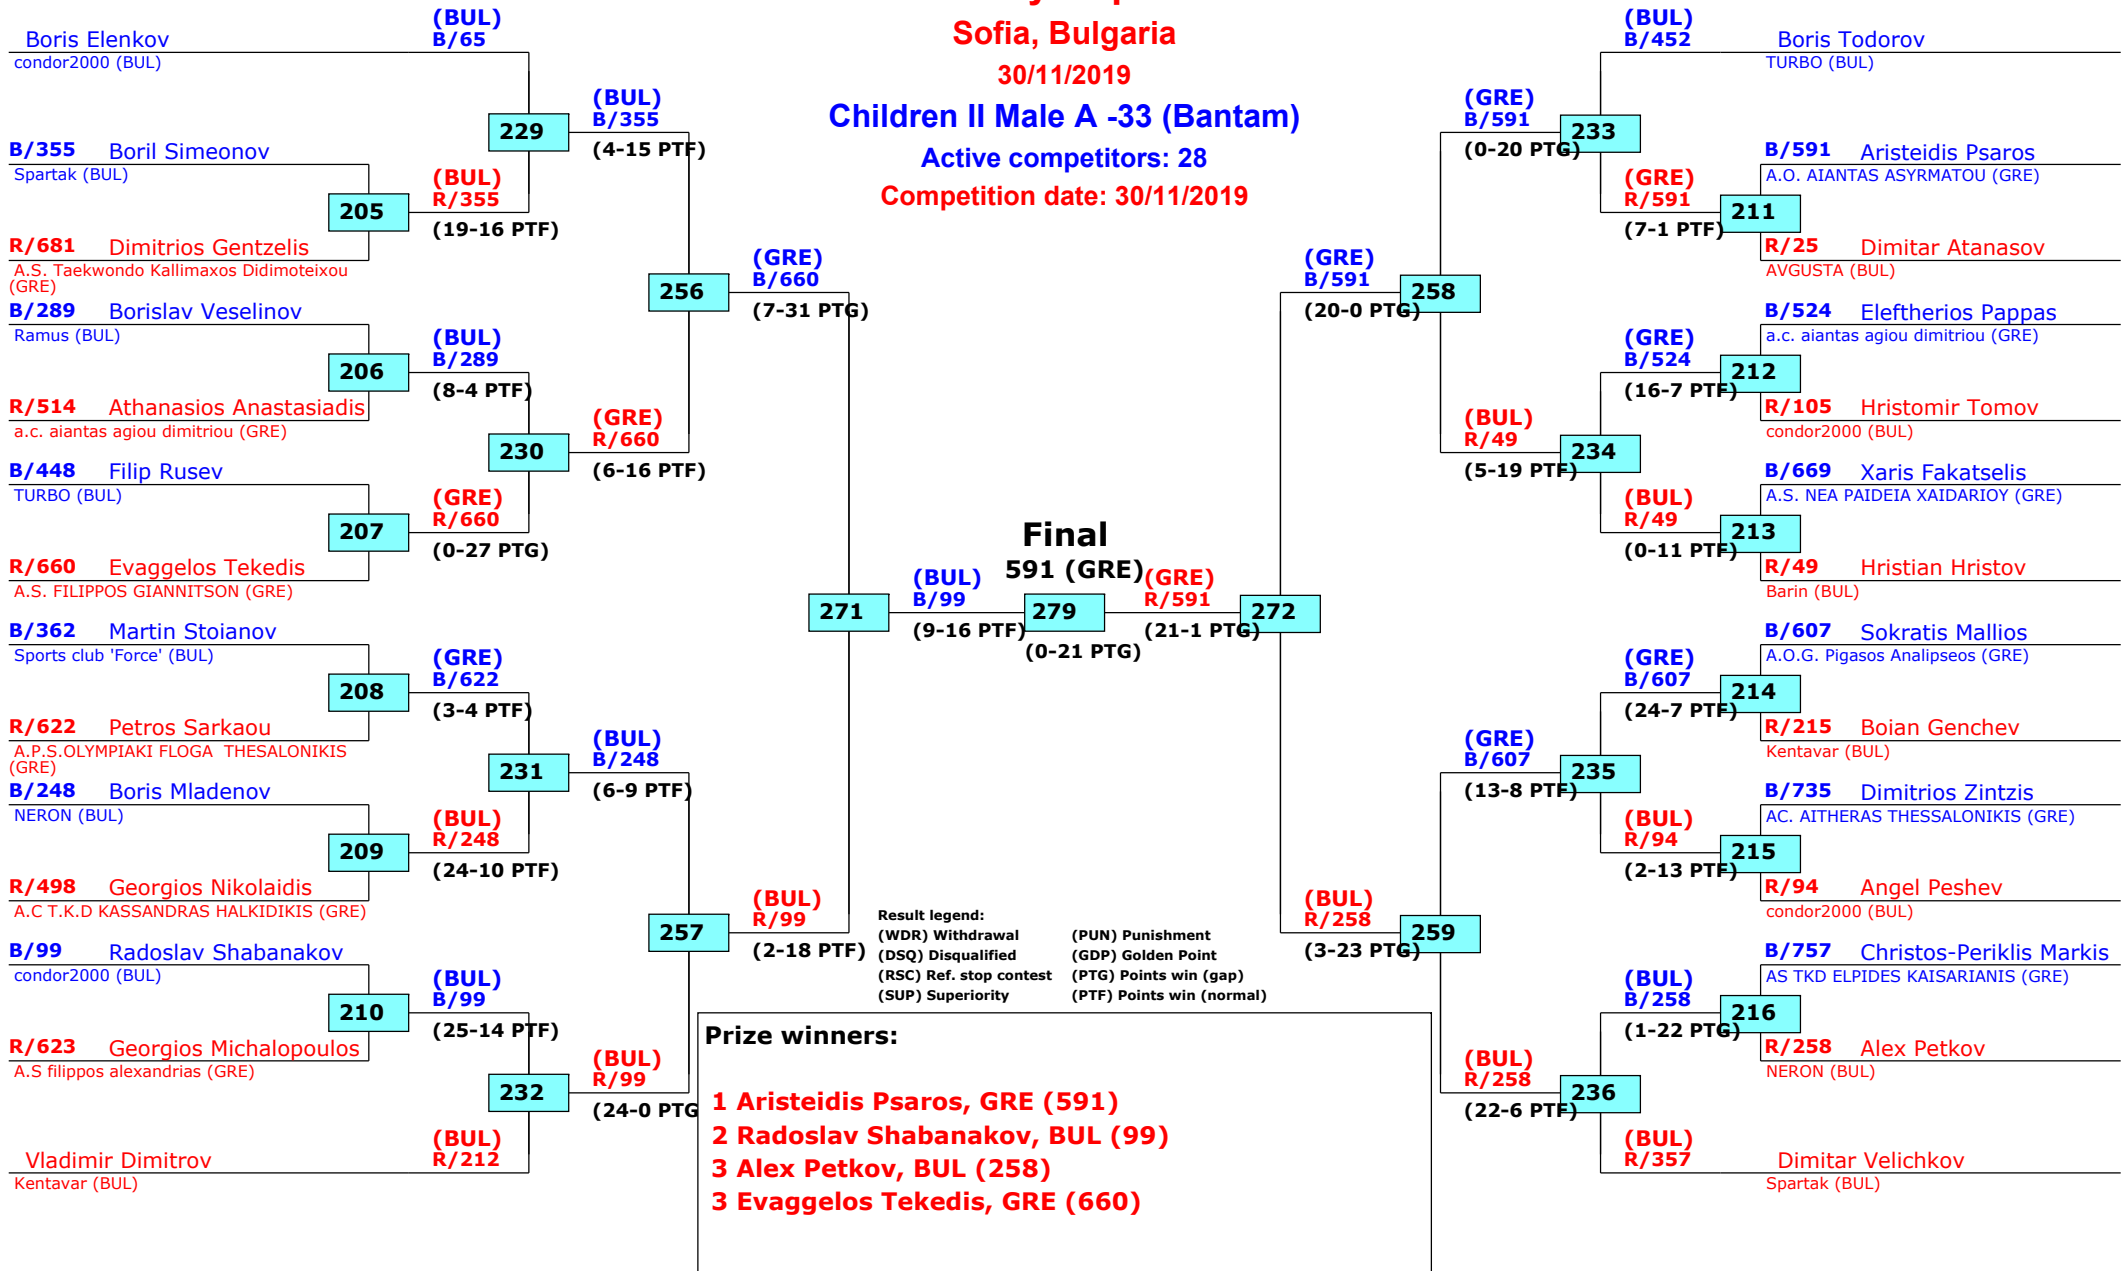 Sofia, Bulgaria
30/11/2019
Children II Male A -33 (Bantam)
Active competitors: 28
Competition date: 30/11/2019
Boris Elenkov
condor2000 (BUL)
(BUL)
B/65
B/355 Boril Simeonov
Spartak (BUL)
205
R/681 Dimitrios Gentzelis
A.S. Taekwondo Kallimaxos Didimoteixou
(GRE)
(BUL)
R/355
(19-16 PTF)
229
(BUL)
B/355
(4-15 PTF)
B/289 Borislav Veselinov
Ramus (BUL)
206
R/514 Athanasios Anastasiadis
a.c. aiantas agiou dimitriou (GRE)
(BUL)
B/289
(8-4 PTF)
B/448 Filip Rusev
TURBO (BUL)
207
R/660 Evaggelos Tekedis
A.S. FILIPPOS GIANNITSON (GRE)
(GRE)
R/660
(0-27 PTG)
230
(GRE)
R/660
(6-16 PTF)
256
(GRE)
B/660
(7-31 PTG)
B/362 Martin Stoianov
Sports club 'Force' (BUL)
208
R/622 Petros Sarkaou
A.P.S.OLYMPIAKI FLOGA THESALONIKIS
(GRE)
(GRE)
B/622
(3-4 PTF)
B/248 Boris Mladenov
NERON (BUL)
209
R/498 Georgios Nikolaidis
A.C T.K.D KASSANDRAS HALKIDIKIS (GRE)
(BUL)
R/248
(24-10 PTF)
231
(BUL)
B/248
(6-9 PTF)
B/99 Radoslav Shabanakov
condor2000 (BUL)
210
R/623 Georgios Michalopoulos
A.S filippos alexandrias (GRE)
(BUL)
B/99
(25-14 PTF)
Vladimir Dimitrov
Kentavar (BUL)
(BUL)
R/212
232
(BUL)
R/99
(24-0 PTG
257
(BUL)
R/99
(2-18 PTF)
271
(BUL)
B/99
(9-16 PTF)
Final
591 (GRE)
279
(0-21 PTG)
(GRE)
R/591
(21-1 PTG)
272
(GRE)
B/591
(20-0 PTG)
258
(GRE)
B/591
(0-20 PTG)
233
(BUL)
B/452
Boris Todorov
TURBO (BUL)
(GRE)
R/591
(7-1 PTF)
211
B/591 Aristeidis Psaros
A.O. AIANTAS ASYRMATOU (GRE)
R/25 Dimitar Atanasov
AVGUSTA (BUL)
(BUL)
R/49
(5-19 PTF)
234
(GRE)
B/524
(16-7 PTF)
212
B/524 Eleftherios Pappas
a.c. aiantas agiou dimitriou (GRE)
R/105 Hristomir Tomov
condor2000 (BUL)
(BUL)
R/49
(0-11 PTF)
213
B/669 Xaris Fakatselis
A.S. NEA PAIDEIA XAIDARIOY (GRE)
R/49 Hristian Hristov
Barin (BUL)
(BUL)
R/258
(3-23 PTG)
259
(GRE)
B/607
(13-8 PTF)
235
(GRE)
B/607
(24-7 PTF)
214
B/607 Sokratis Mallios
A.O.G. Pigasos Analipseos (GRE)
R/215 Boian Genchev
Kentavar (BUL)
(BUL)
R/94
(2-13 PTF)
215
B/735 Dimitrios Zintzis
AC. AITHERAS THESSALONIKIS (GRE)
R/94 Angel Peshev
condor2000 (BUL)
(BUL)
R/258
(22-6 PTF)
236
(BUL)
B/258
(1-22 PTG)
216
B/757 Christos-Periklis Markis
AS TKD ELPIDES KAISARIANIS (GRE)
R/258 Alex Petkov
NERON (BUL)
(BUL)
R/357
Dimitar Velichkov
Spartak (BUL)
Result legend:
(WDR) Withdrawal (PUN) Punishment
(DSQ) Disqualified (GDP) Golden Point
(RSC) Ref. stop contest (PTG) Points win (gap)
(SUP) Superiority (PTF) Points win (normal)
Prize winners:
1 Aristeidis Psaros, GRE (591)
2 Radoslav Shabanakov, BUL (99)
3 Alex Petkov, BUL (258)
3 Evaggelos Tekedis, GRE (660)